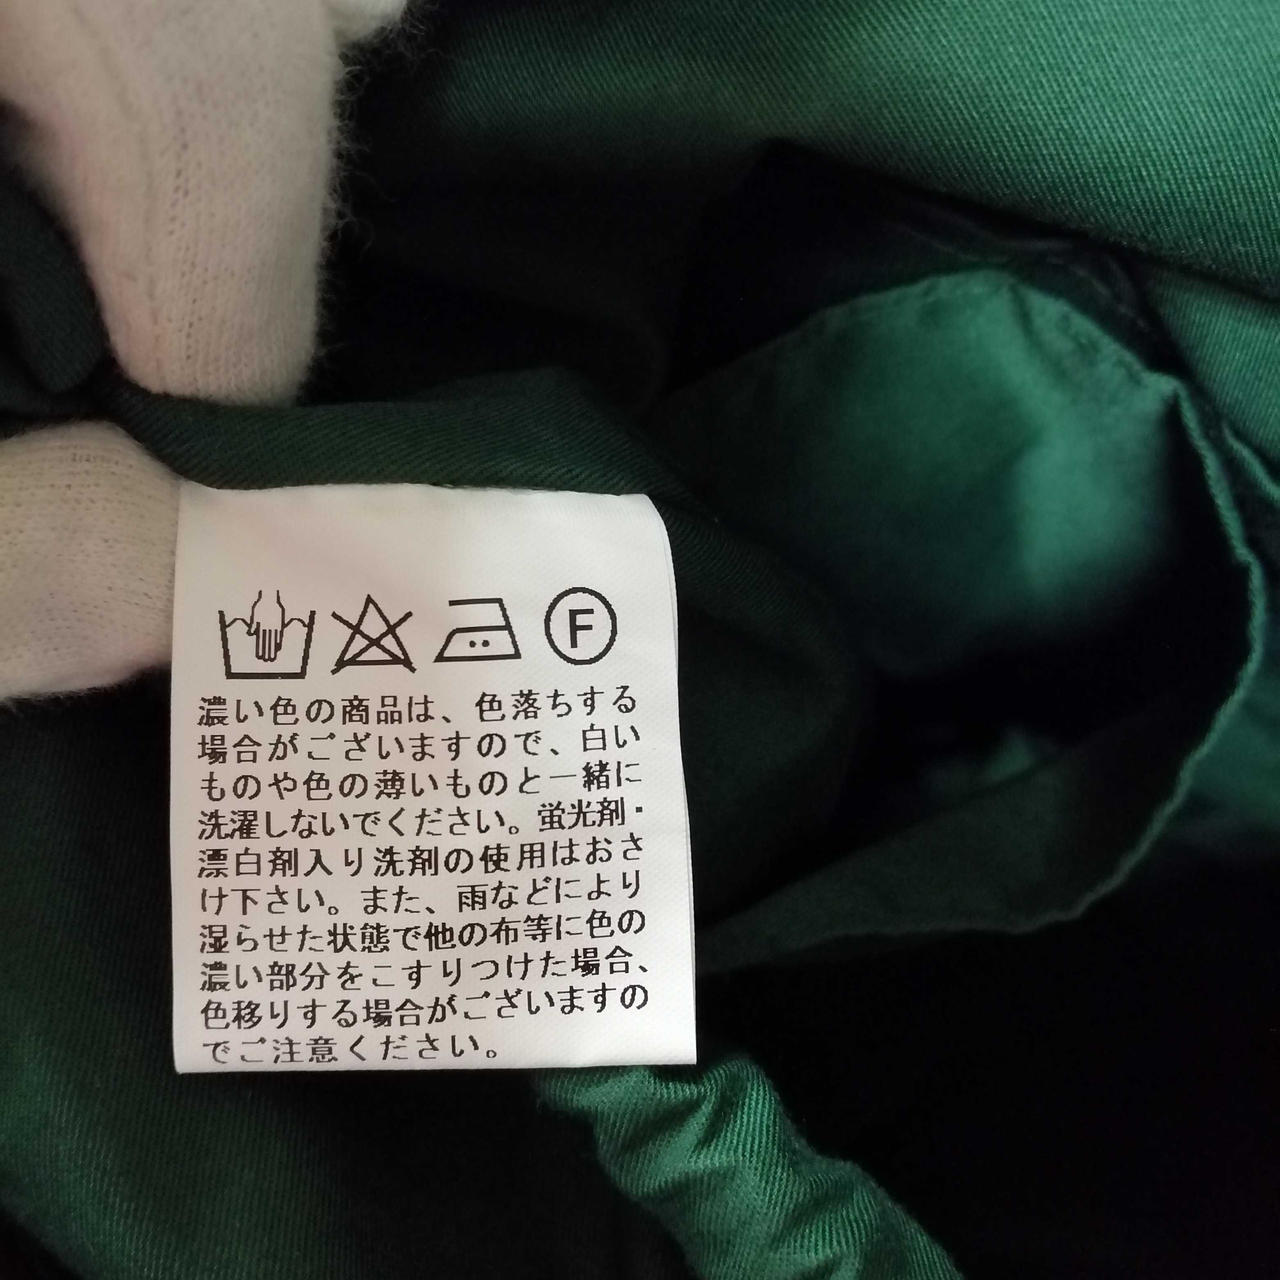 F
濃い色の商品は、色落ちする
場合がございますので、白い
ものや色の薄いものと一緒に
洗濯しないでください。蛍光剤・
漂白剤入り洗剤の使用はおさ
け下さい。また、雨などにより
湿らせた状態で他の布等に色の
濃い部分をこすりつけた場合、
色移りする場合がございますの
でご注意ください。